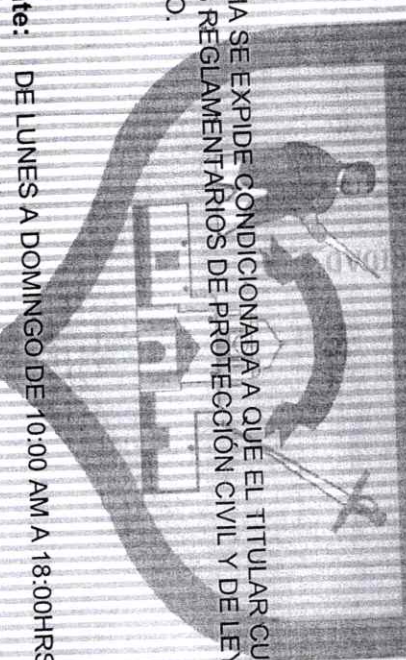 IA SE EXPIDE CONDICIONADA A QUE EL TITULAR CU
REGLAMENTARIOS DE PROTECCIÓN CIVIL Y DE LEY
O.
te: DE LUNES A DOMINGO DE 10:00 AM A 18:00HRS